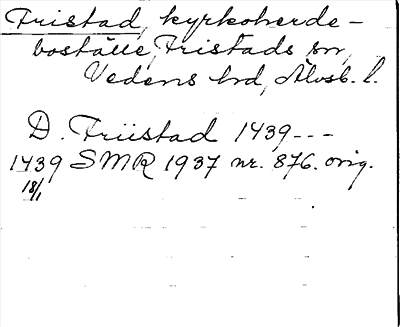 Fristad, kyrkoherde-
boställe, Fristads sn,
Vedens hd, Älvsb. l.
D. Friistad 1439---
1439 SMR 1937 nr. 876. orig.
18/1